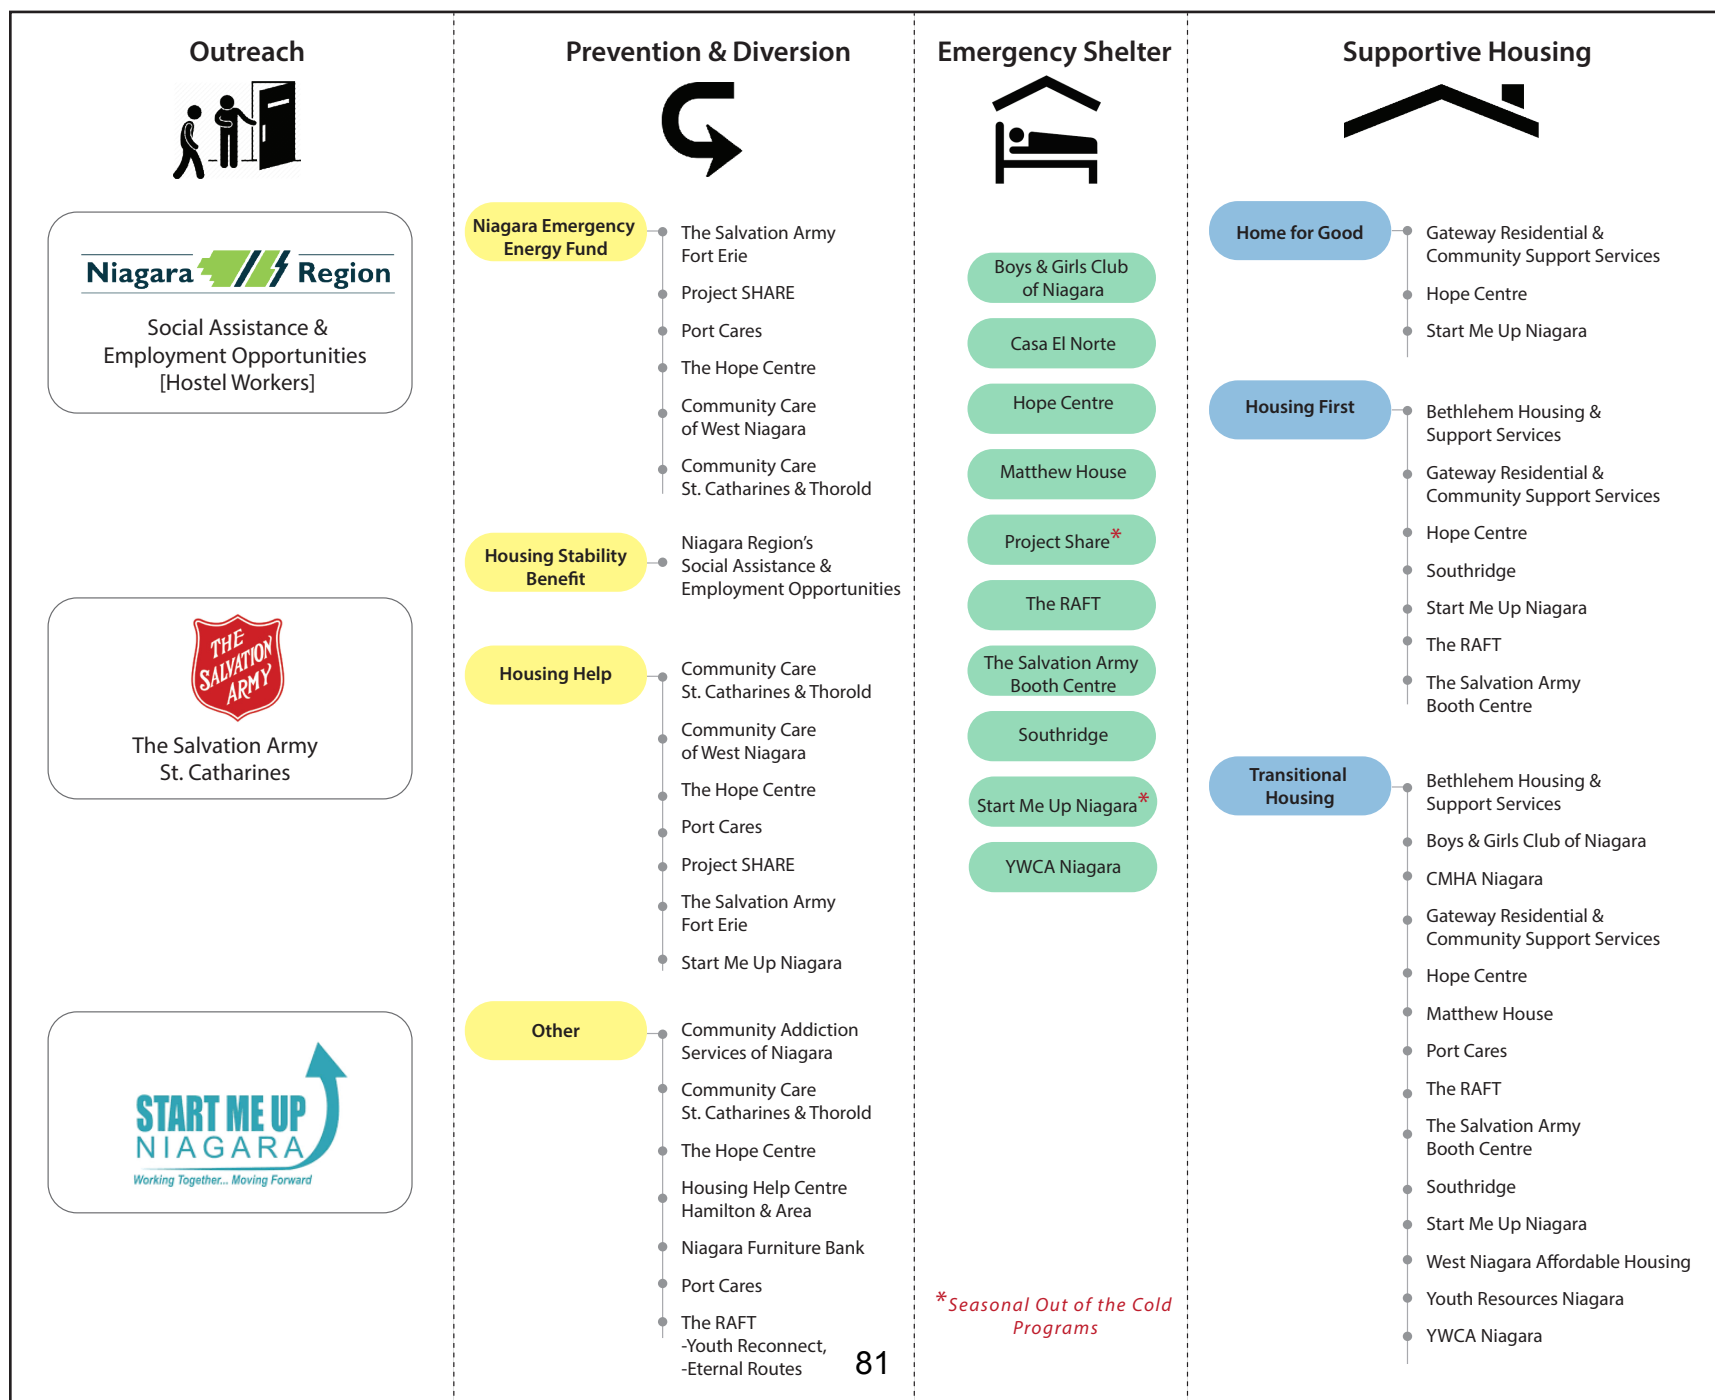 Outreach
Niagara Region
Social Assistance &
Employment Opportunities
[Hostel Workers]
THE
SALVATION
ARMY
The Salvation Army
St. Catharines
START ME UP
NIAGARA
Working Together... Moving Forward
Prevention & Diversion
Niagara Emergency
Energy Fund
The Salvation Army
Fort Erie
Project SHARE
Port Cares
The Hope Centre
Community Care
of West Niagara
Community Care
St. Catharines & Thorold
Housing Stability
Benefit
Niagara Region's
Social Assistance &
Employment Opportunities
Housing Help
Community Care
St. Catharines & Thorold
Community Care
of West Niagara
The Hope Centre
Port Cares
Project SHARE
The Salvation Army
Fort Erie
Start Me Up Niagara
Other
Community Addiction
Services of Niagara
Community Care
St. Catharines & Thorold
The Hope Centre
Housing Help Centre
Hamilton & Area
Niagara Furniture Bank
Port Cares
The RAFT
-Youth Reconnect,
-Eternal Routes
Emergency Shelter
Boys & Girls Club
of Niagara
Casa El Norte
Hope Centre
Matthew House
Project Share*
The RAFT
The Salvation Army
Booth Centre
Southridge
Start Me Up Niagara*
YWCA Niagara
*Seasonal Out of the Cold
Programs
Supportive Housing
Home for Good
Gateway Residential &
Community Support Services
Hope Centre
Start Me Up Niagara
Housing First
Bethlehem Housing &
Support Services
Gateway Residential &
Community Support Services
Hope Centre
Southridge
Start Me Up Niagara
The RAFT
The Salvation Army
Booth Centre
Transitional
Housing
Bethlehem Housing &
Support Services
Boys & Girls Club of Niagara
CMHA Niagara
Gateway Residential &
Community Support Services
Hope Centre
Matthew House
Port Cares
The RAFT
The Salvation Army
Booth Centre
Southridge
Start Me Up Niagara
West Niagara Affordable Housing
Youth Resources Niagara
YWCA Niagara
81